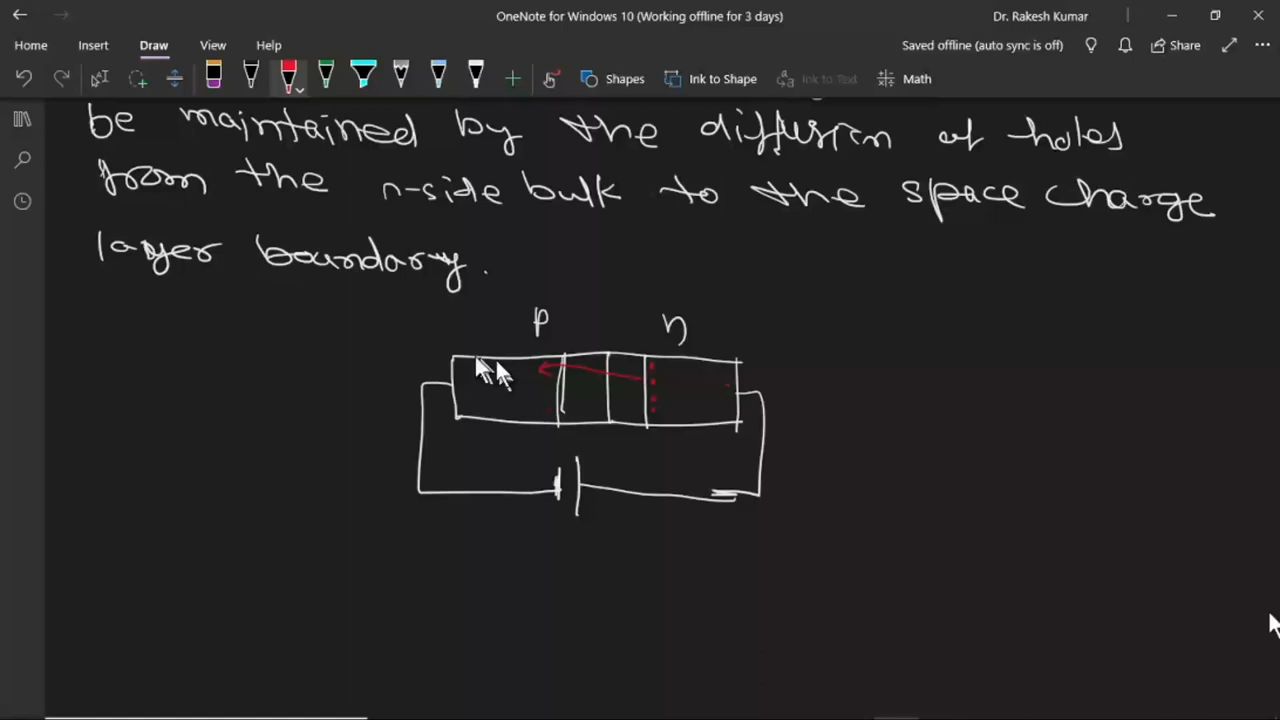 OneNote for Windows 10 (Working offline for 3 days)
Dr. Rakesh Kumar
Home Insert Draw View Help
Saved offline (auto sync is off) Share
Shapes Ink to Shape Ink to Text Math
be maintained by the diffusion of holes
from the n-side bulk to the space charge
layer boundary.
P n